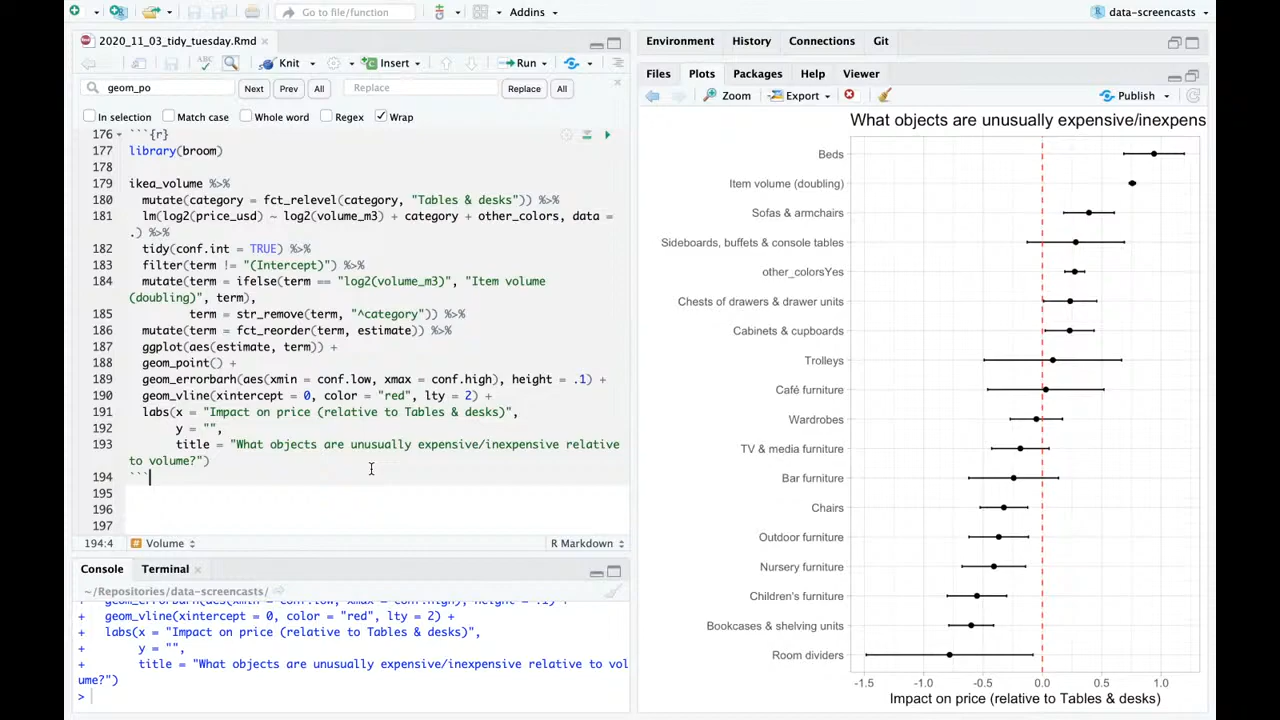 Go to file/function
Addins
data-screencasts
2020_11_03_tidy_tuesday.Rmd
ABC
Knit
Insert
Run
geom_po
Next
Prev
All
Replace
Replace
All
In selection
Match case
Whole word
Regex
Wrap
176 ```{r}
177 library(broom)
178
179 ikea_volume %>%
180 mutate(category = fct_relevel(category, "Tables & desks")) %>%
181 lm(log2(price_usd) ~ log2(volume_m3) + category + other_colors, data =
.) %>%
182 tidy(conf.int = TRUE) %>%
183 filter(term != "(Intercept)") %>%
184 mutate(term = ifelse(term == "log2(volume_m3)", "Item volume
(doubling)", term),
185 term = str_remove(term, "^category")) %>%
186 mutate(term = fct_reorder(term, estimate)) %>%
187 ggplot(aes(estimate, term)) +
188 geom_point() +
189 geom_errorbarh(aes(xmin = conf.low, xmax = conf.high), height = .1) +
190 geom_vline(xintercept = 0, color = "red", lty = 2) +
191 labs(x = "Impact on price (relative to Tables & desks)",
192 y = "",
193 title = "What objects are unusually expensive/inexpensive relative
to volume?")
194 ```
195
196
197
194:4
Volume
R Markdown
Console
Terminal
~/Repositories/data-screencasts/
+ geom_errorbarh(aes(xmin = conf.low, xmax = conf.high), height = .1) +
+ geom_vline(xintercept = 0, color = "red", lty = 2) +
+ labs(x = "Impact on price (relative to Tables & desks)",
+ y = "",
+ title = "What objects are unusually expensive/inexpensive relative to vol
ume?")
>
Environment
History
Connections
Git
Files
Plots
Packages
Help
Viewer
Zoom
Export
Publish
What objects are unusually expensive/inexpens
Beds
Item volume (doubling)
Sofas & armchairs
Sideboards, buffets & console tables
other_colorsYes
Chests of drawers & drawer units
Cabinets & cupboards
Trolleys
Café furniture
Wardrobes
TV & media furniture
Bar furniture
Chairs
Outdoor furniture
Nursery furniture
Children's furniture
Bookcases & shelving units
Room dividers
-1.5 -1.0 -0.5 0.0 0.5 1.0
Impact on price (relative to Tables & desks)